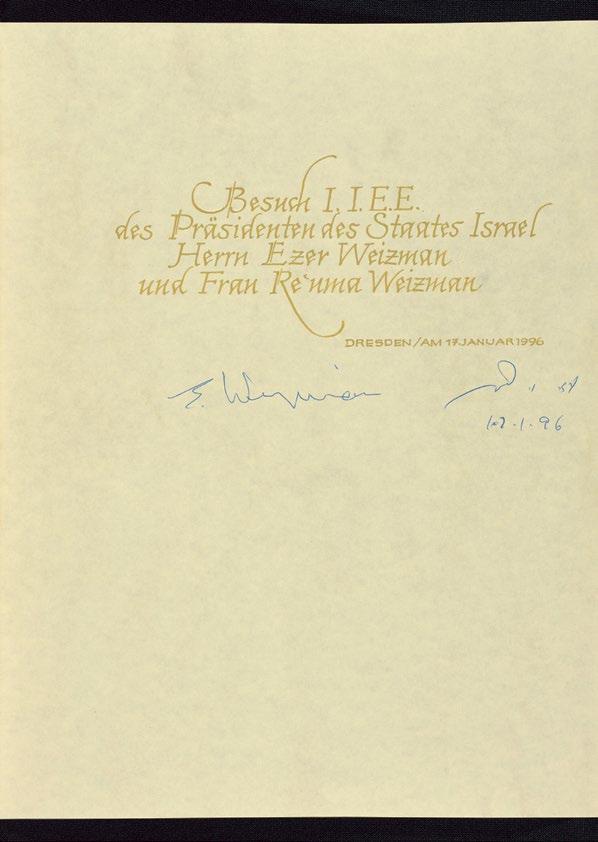 Besuch I. I. E. E.
des Präsidenten des Staates Israel
Herrn Ezer Weizman
und Frau Re'uma Weizman
DRESDEN/AM 17.JANUAR 1996
E. Weizman
17.1.96